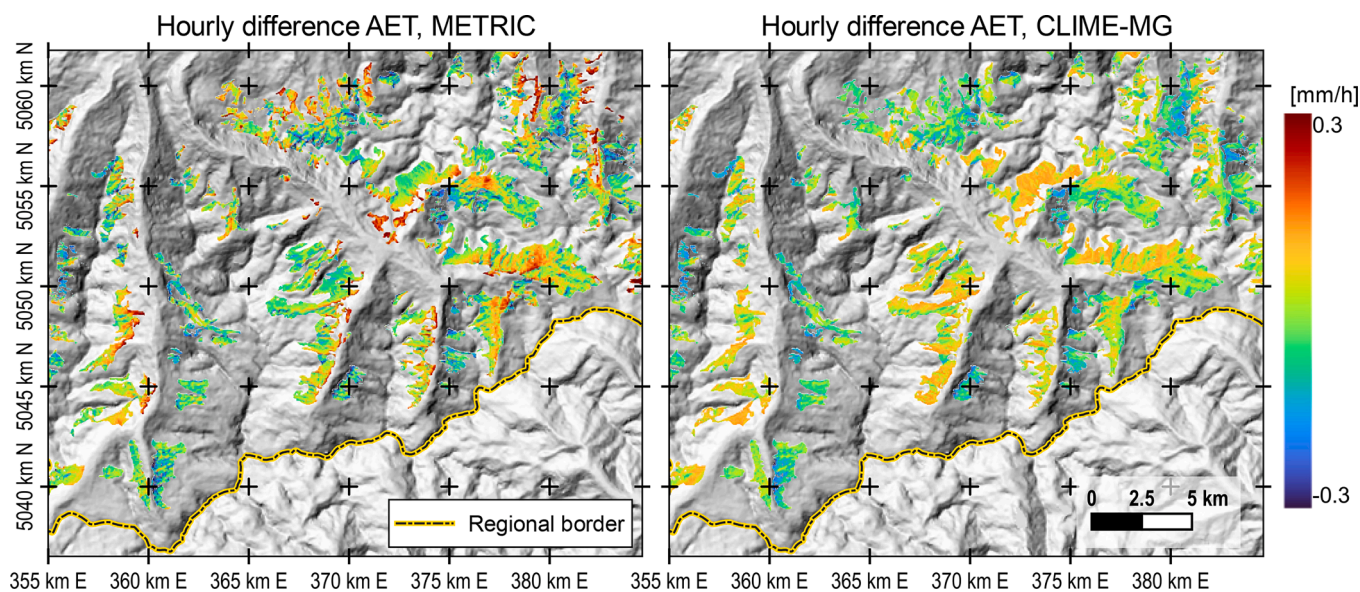 Hourly difference AET, METRIC
Hourly difference AET, CLIME-MG
[mm/h]
0.3
-0.3
5060 km N
5055 km N
5050 km N
5045 km N
5040 km N
Regional border
0 2.5 5 km
355 km E 360 km E 365 km E 370 km E 375 km E 380 km E
355 km E 360 km E 365 km E 370 km E 375 km E 380 km E